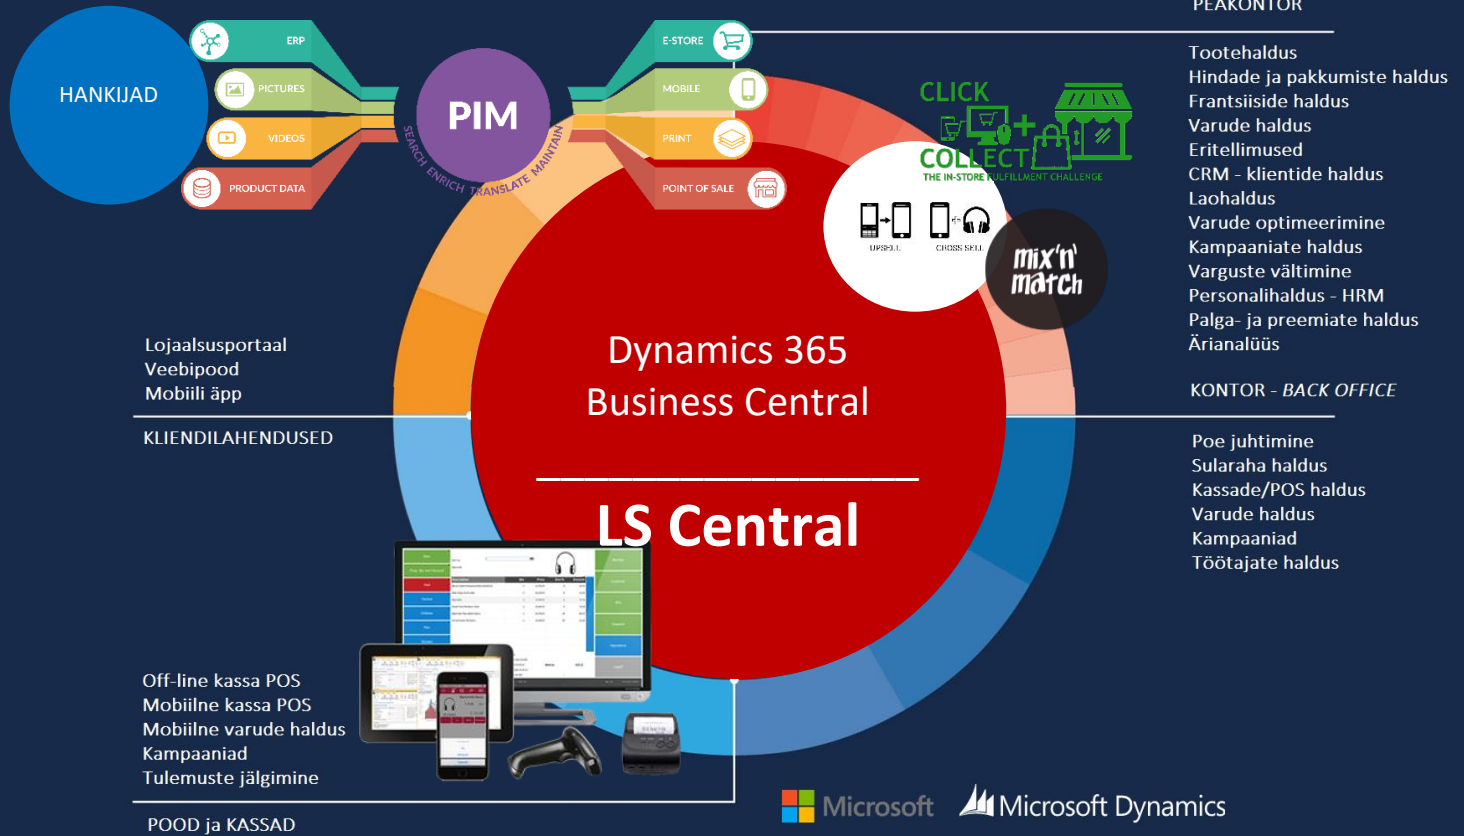 PEAKONTOR
HANKIJAD
ERP
PICTURES
VIDEOS
PRODUCT DATA
PIM
SEARCH ENRICH TRANSLATE MAINTAIN
E-STORE
MOBILE
PRINT
POINT OF SALE
CLICK
+
COLLECT
THE IN-STORE FULFILLMENT CHALLENGE
UPSELL
CROSS SELL
mix'n'
match
Tootehaldus
Hindade ja pakkumiste haldus
Frantsiiside haldus
Varude haldus
Eritellimused
CRM - klientide haldus
Laohaldus
Varude optimeerimine
Kampaaniate haldus
Varguste vältimine
Personalihaldus - HRM
Palga- ja preemiate haldus
Ärianalüüs
KONTOR - BACK OFFICE
Poe juhtimine
Sularaha haldus
Kassade/POS haldus
Varude haldus
Kampaaniad
Töötajate haldus
Dynamics 365
Business Central
LS Central
Lojaalsusportaal
Veebipood
Mobiili äpp
KLIENDILAHENDUSED
Off-line kassa POS
Mobiilne kassa POS
Mobiilne varude haldus
Kampaaniad
Tulemuste jälgimine
POOD ja KASSAD
Microsoft
Microsoft Dynamics